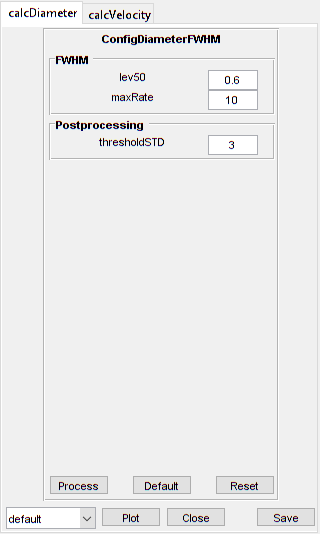 calcDiameter calcVelocity
ConfigDiameterFWHM
FWHM
lev50 0.6
maxRate 10
Postprocessing
thresholdSTD 3
Process Default Reset
default Plot Close Save